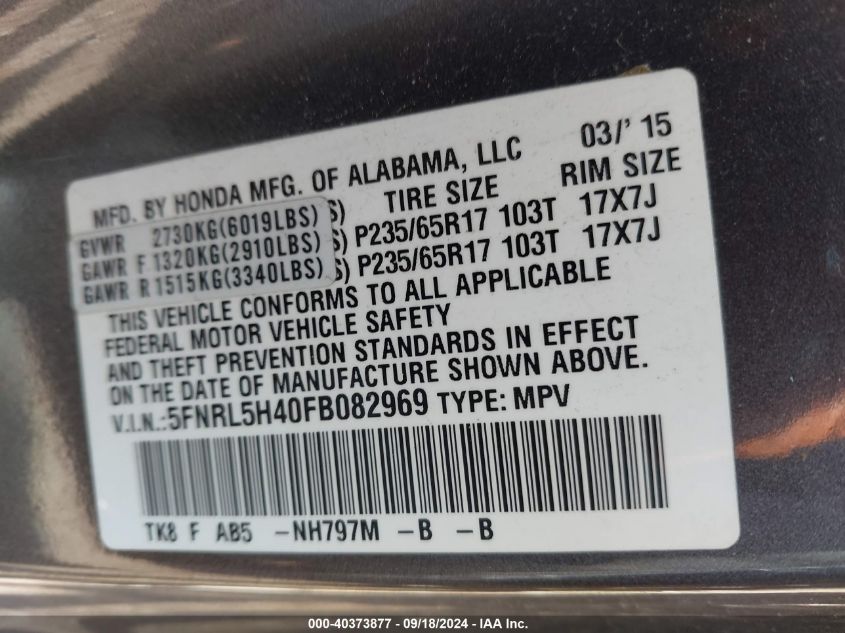 MFD. BY HONDA MFG. OF ALABAMA, LLC 03/' 15
TIRE SIZE RIM SIZE
GVWR 2730KG(6019LBS) S)
GAWR F 1320KG(2910LBS) S) P235/65R17 103T 17X7J
GAWR R 1515KG(3340LBS) S) P235/65R17 103T 17X7J
THIS VEHICLE CONFORMS TO ALL APPLICABLE
FEDERAL MOTOR VEHICLE SAFETY
AND THEFT PREVENTION STANDARDS IN EFFECT
ON THE DATE OF MANUFACTURE SHOWN ABOVE.
V.I.N.:5FNRL5H40FB082969 TYPE: MPV
TK8 F AB5 -NH797M -B -B
000-40373877 - 09/18/2024 - IAA Inc.